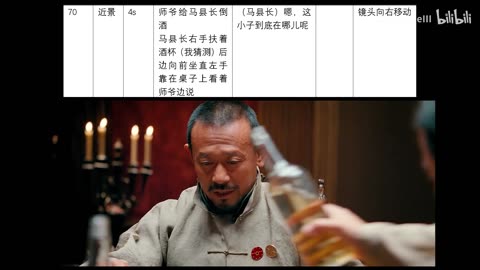 70 近景 4s 师爷给马县长倒 （马县长）嗯，这 镜头向右移动
酒 小子到底在哪儿呢
马县长右手扶着
酒杯（我猜测）后
边向前坐直左手
靠在桌子上看着
师爷边说
elll bilibili